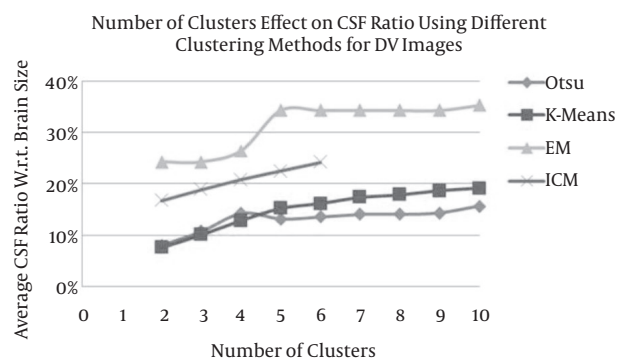 Number of Clusters Effect on CSF Ratio Using Different
Clustering Methods for DV Images
Average CSF Ratio W.r.t. Brain Size
40%
30%
20%
10%
0%
0 1 2 3 4 5 6 7 8 9 10
Number of Clusters
Otsu
K-Means
EM
ICM